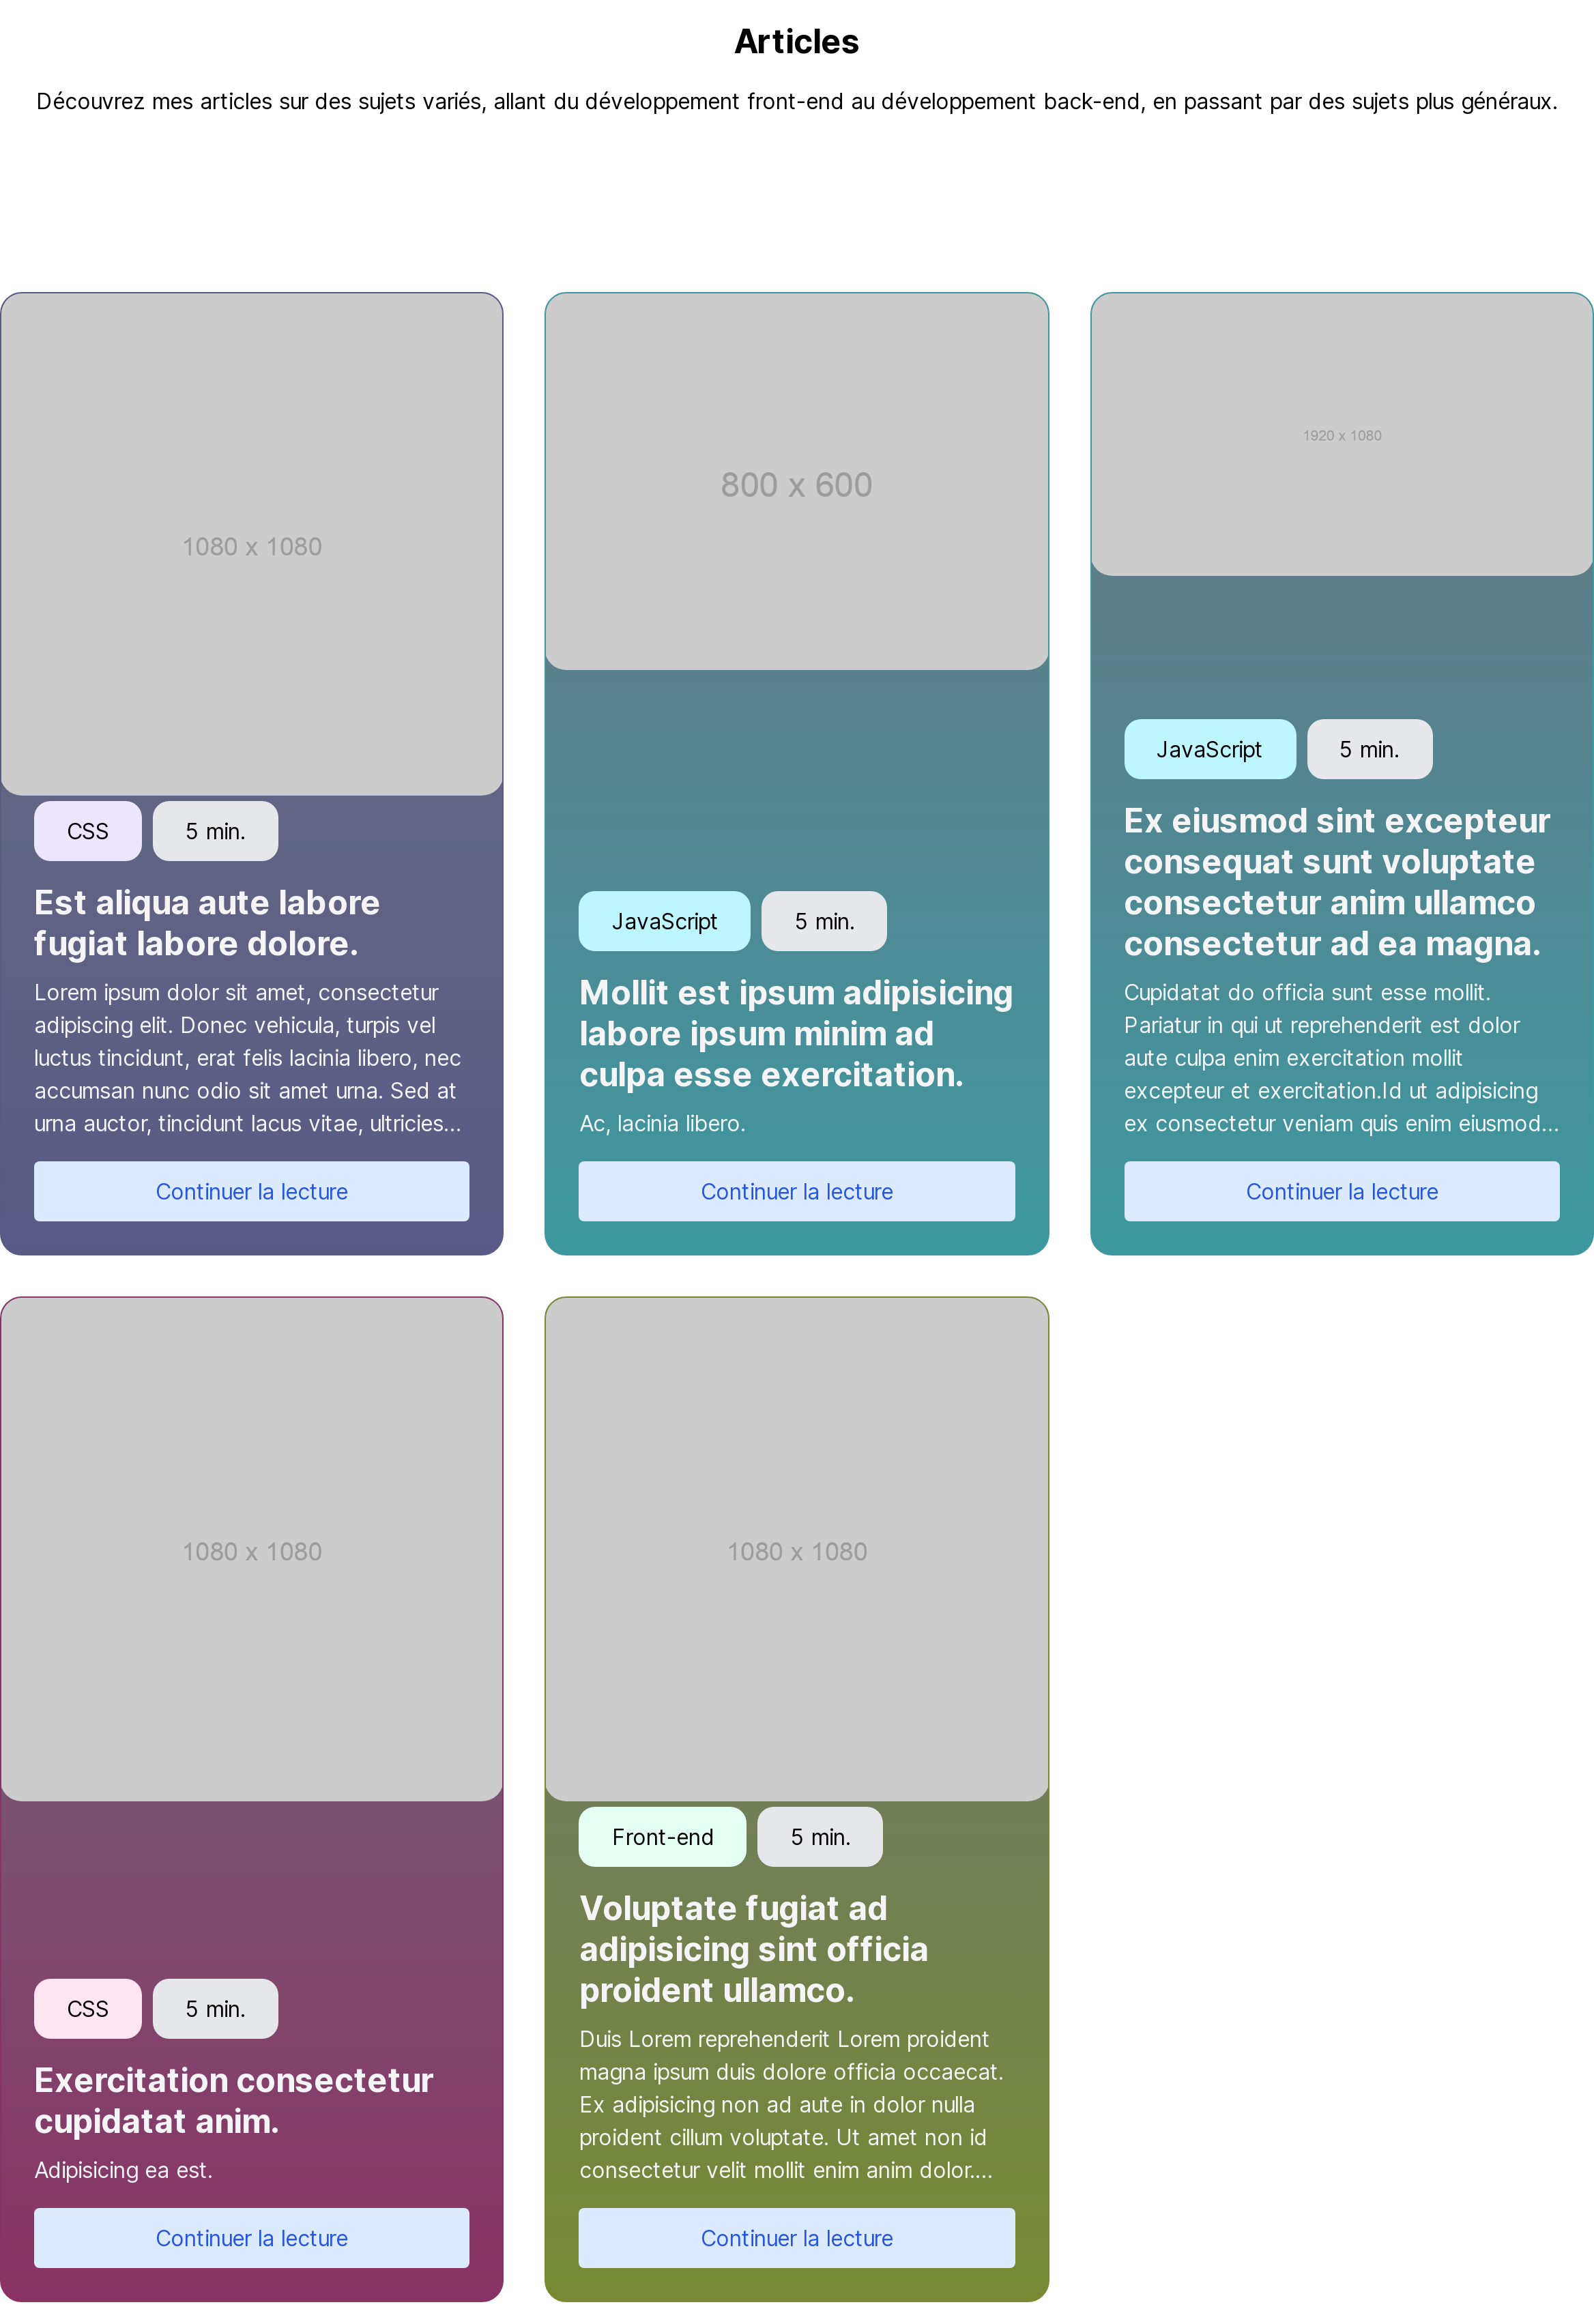 Articles
Découvrez mes articles sur des sujets variés, allant du développement front-end au développement back-end, en passant par des sujets plus généraux.
1080 x 1080
CSS
5 min.
Est aliqua aute labore
fugiat labore dolore.
Lorem ipsum dolor sit amet, consectetur
adipiscing elit. Donec vehicula, turpis vel
luctus tincidunt, erat felis lacinia libero, nec
accumsan nunc odio sit amet urna. Sed at
urna auctor, tincidunt lacus vitae, ultricies...
Continuer la lecture
800 x 600
JavaScript
5 min.
Mollit est ipsum adipisicing
labore ipsum minim ad
culpa esse exercitation.
Ac, lacinia libero.
Continuer la lecture
1920 x 1080
JavaScript
5 min.
Ex eiusmod sint excepteur
consequat sunt voluptate
consectetur anim ullamco
consectetur ad ea magna.
Cupidatat do officia sunt esse mollit.
Pariatur in qui ut reprehenderit est dolor
aute culpa enim exercitation mollit
excepteur et exercitation.Id ut adipisicing
ex consectetur veniam quis enim eiusmod...
Continuer la lecture
1080 x 1080
CSS
5 min.
Exercitation consectetur
cupidatat anim.
Adipisicing ea est.
Continuer la lecture
1080 x 1080
Front-end
5 min.
Voluptate fugiat ad
adipisicing sint officia
proident ullamco.
Duis Lorem reprehenderit Lorem proident
magna ipsum duis dolore officia occaecat.
Ex adipisicing non ad aute in dolor nulla
proident cillum voluptate. Ut amet non id
consectetur velit mollit enim anim dolor....
Continuer la lecture